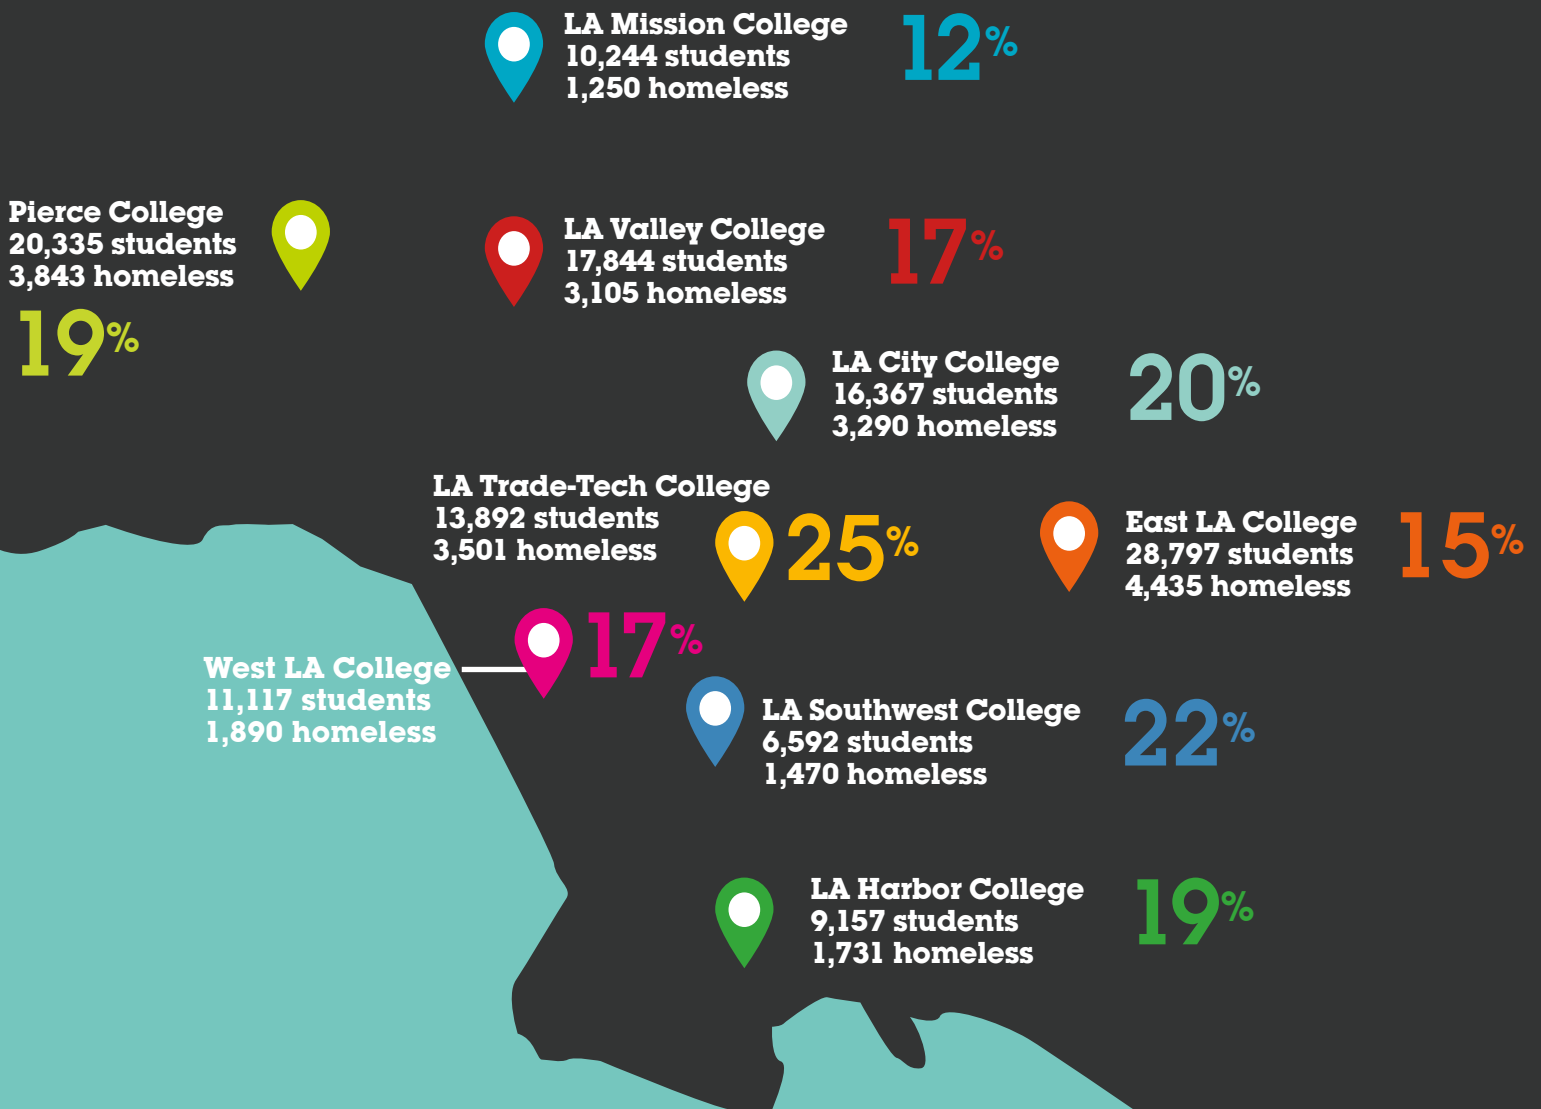 LA Mission College
10,244 students
1,250 homeless
12%
Pierce College
20,335 students
3,843 homeless
19%
LA Valley College
17,844 students
3,105 homeless
17%
LA City College
16,367 students
3,290 homeless
20%
LA Trade-Tech College
13,892 students
3,501 homeless
25%
East LA College
28,797 students
4,435 homeless
15%
West LA College
11,117 students
1,890 homeless
17%
LA Southwest College
6,592 students
1,470 homeless
22%
LA Harbor College
9,157 students
1,731 homeless
19%